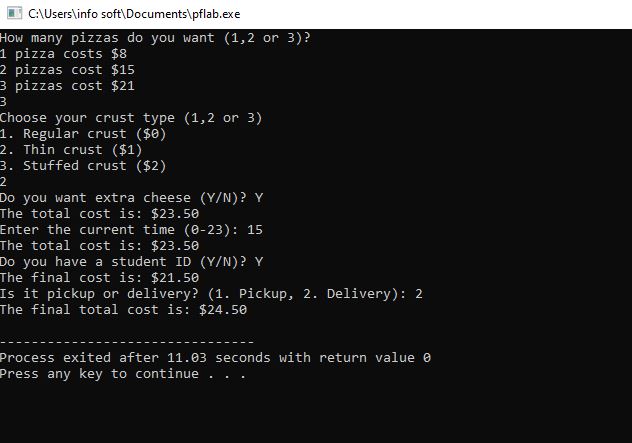 C:\Users\info soft\Documents\pflab.exe
How many pizzas do you want (1,2 or 3)?
1 pizza costs $8
2 pizzas cost $15
3 pizzas cost $21
3
Choose your crust type (1,2 or 3)
1. Regular crust ($0)
2. Thin crust ($1)
3. Stuffed crust ($2)
2
Do you want extra cheese (Y/N)? Y
The total cost is: $23.50
Enter the current time (0-23): 15
The total cost is: $23.50
Do you have a student ID (Y/N)? Y
The final cost is: $21.50
Is it pickup or delivery? (1. Pickup, 2. Delivery): 2
The final total cost is: $24.50
--------------------------------
Process exited after 11.03 seconds with return value 0
Press any key to continue . . .